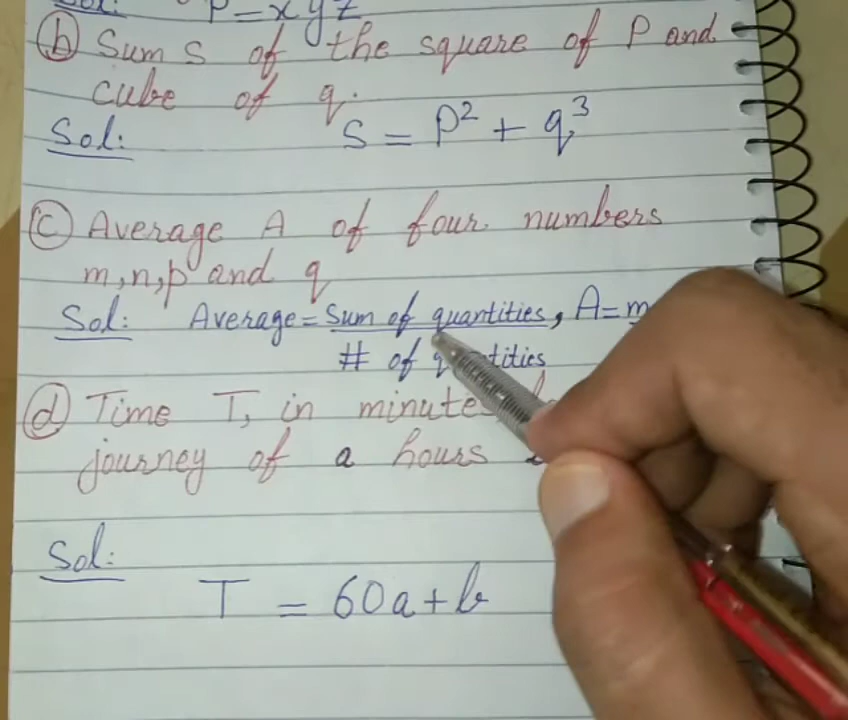 P = xyz
(b) Sum S of the square of P and
cube of q.
Sol: S = P² + q³
(c) Average A of four numbers
m,n,p and q
Sol: Average = Sum of quantities, A = m
# of quantities
(d) Time T, in minutes
journey of a hours
Sol:
T = 60a + b